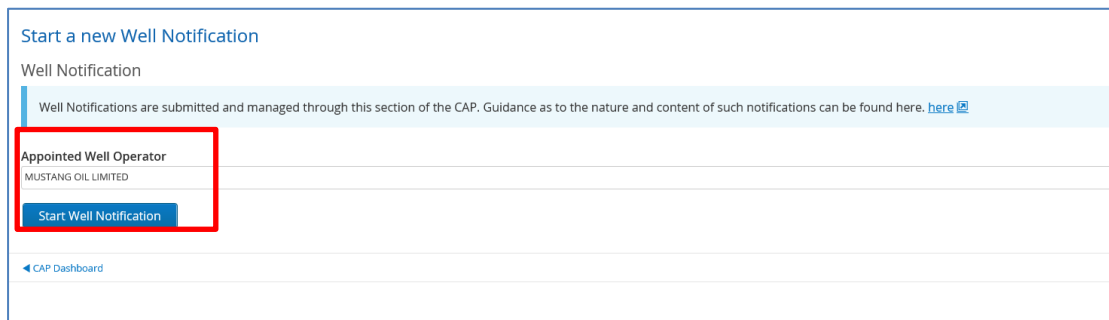 Start a new Well Notification
Well Notification
Well Notifications are submitted and managed through this section of the CAP. Guidance as to the nature and content of such notifications can be found here. here
Appointed Well Operator
MUSTANG OIL LIMITED
Start Well Notification
CAP Dashboard